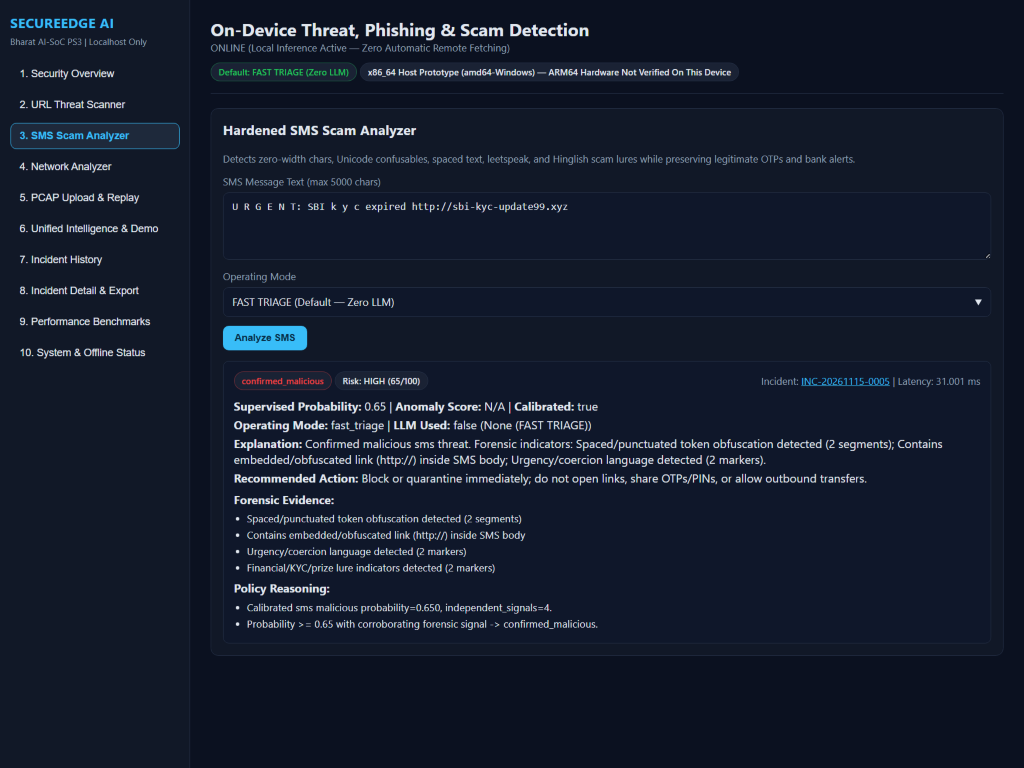 SECUREEDGE AI
Bharat AI-SoC PS3 | Localhost Only
1. Security Overview
2. URL Threat Scanner
3. SMS Scam Analyzer
4. Network Analyzer
5. PCAP Upload & Replay
6. Unified Intelligence & Demo
7. Incident History
8. Incident Detail & Export
9. Performance Benchmarks
10. System & Offline Status
On-Device Threat, Phishing & Scam Detection
ONLINE (Local Inference Active — Zero Automatic Remote Fetching)
Default: FAST TRIAGE (Zero LLM) x86_64 Host Prototype (amd64-Windows) — ARM64 Hardware Not Verified On This Device
Hardened SMS Scam Analyzer
Detects zero-width chars, Unicode confusables, spaced text, leetspeak, and Hinglish scam lures while preserving legitimate OTPs and bank alerts.
SMS Message Text (max 5000 chars)
U R G E N T: SBI k y c expired http://sbi-kyc-update99.xyz
Operating Mode
FAST TRIAGE (Default — Zero LLM)
Analyze SMS
confirmed_malicious Risk: HIGH (65/100) Incident: INC-20261115-0005 | Latency: 31.001 ms
Supervised Probability: 0.65 | Anomaly Score: N/A | Calibrated: true
Operating Mode: fast_triage | LLM Used: false (None (FAST TRIAGE))
Explanation: Confirmed malicious sms threat. Forensic indicators: Spaced/punctuated token obfuscation detected (2 segments); Contains
embedded/obfuscated link (http://) inside SMS body; Urgency/coercion language detected (2 markers).
Recommended Action: Block or quarantine immediately; do not open links, share OTPs/PINs, or allow outbound transfers.
Forensic Evidence:
• Spaced/punctuated token obfuscation detected (2 segments)
• Contains embedded/obfuscated link (http://) inside SMS body
• Urgency/coercion language detected (2 markers)
• Financial/KYC/prize lure indicators detected (2 markers)
Policy Reasoning:
• Calibrated sms malicious probability=0.650, independent_signals=4.
• Probability >= 0.65 with corroborating forensic signal -> confirmed_malicious.